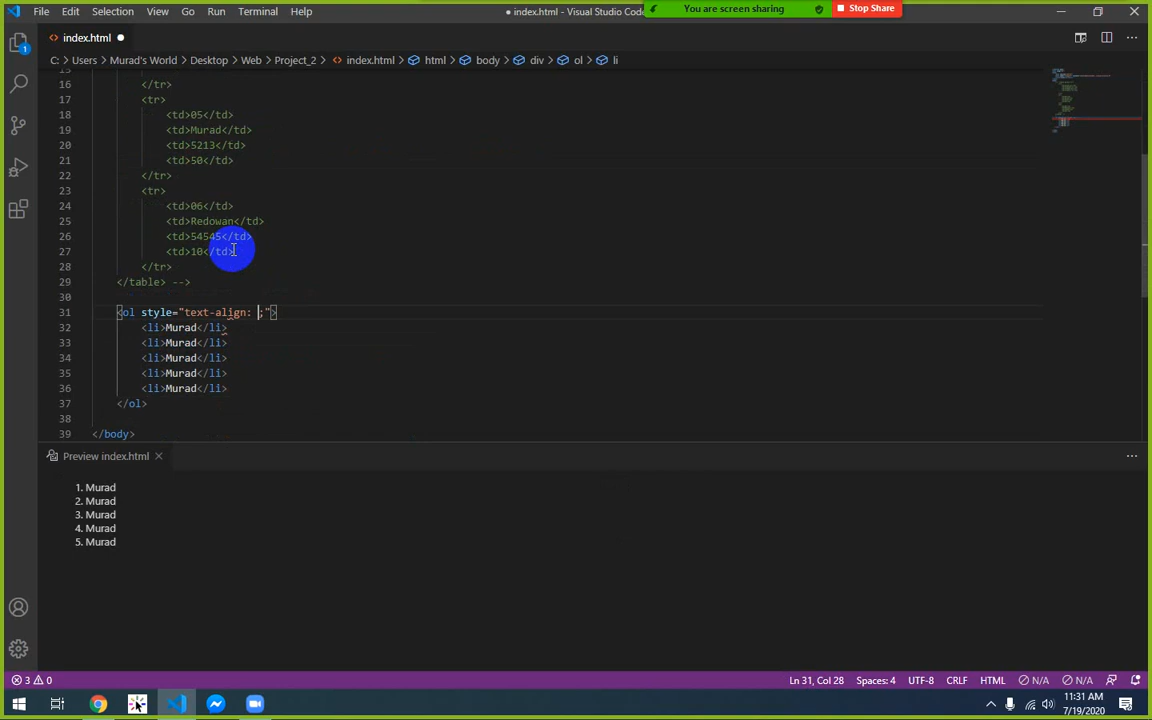 You are screen sharing Stop Share
File Edit Selection View Go Run Terminal Help ● index.html - Visual Studio Code
index.html ●
C: > Users > Murad's World > Desktop > Web > Project_2 > index.html > html > body > div > ol > li
15
16 </tr>
17 <tr>
18 <td>05</td>
19 <td>Murad</td>
20 <td>5213</td>
21 <td>50</td>
22 </tr>
23 <tr>
24 <td>06</td>
25 <td>Redowan</td>
26 <td>54545</td>
27 <td>10</td>
28 </tr>
29 </table> -->
30
31 <ol style="text-align: ;">
32 <li>Murad</li>
33 <li>Murad</li>
34 <li>Murad</li>
35 <li>Murad</li>
36 <li>Murad</li>
37 </ol>
38
39 </body>
Preview index.html
1. Murad
2. Murad
3. Murad
4. Murad
5. Murad
3 0 Ln 31, Col 28 Spaces: 4 UTF-8 CRLF HTML N/A N/A
11:31 AM
7/19/2020